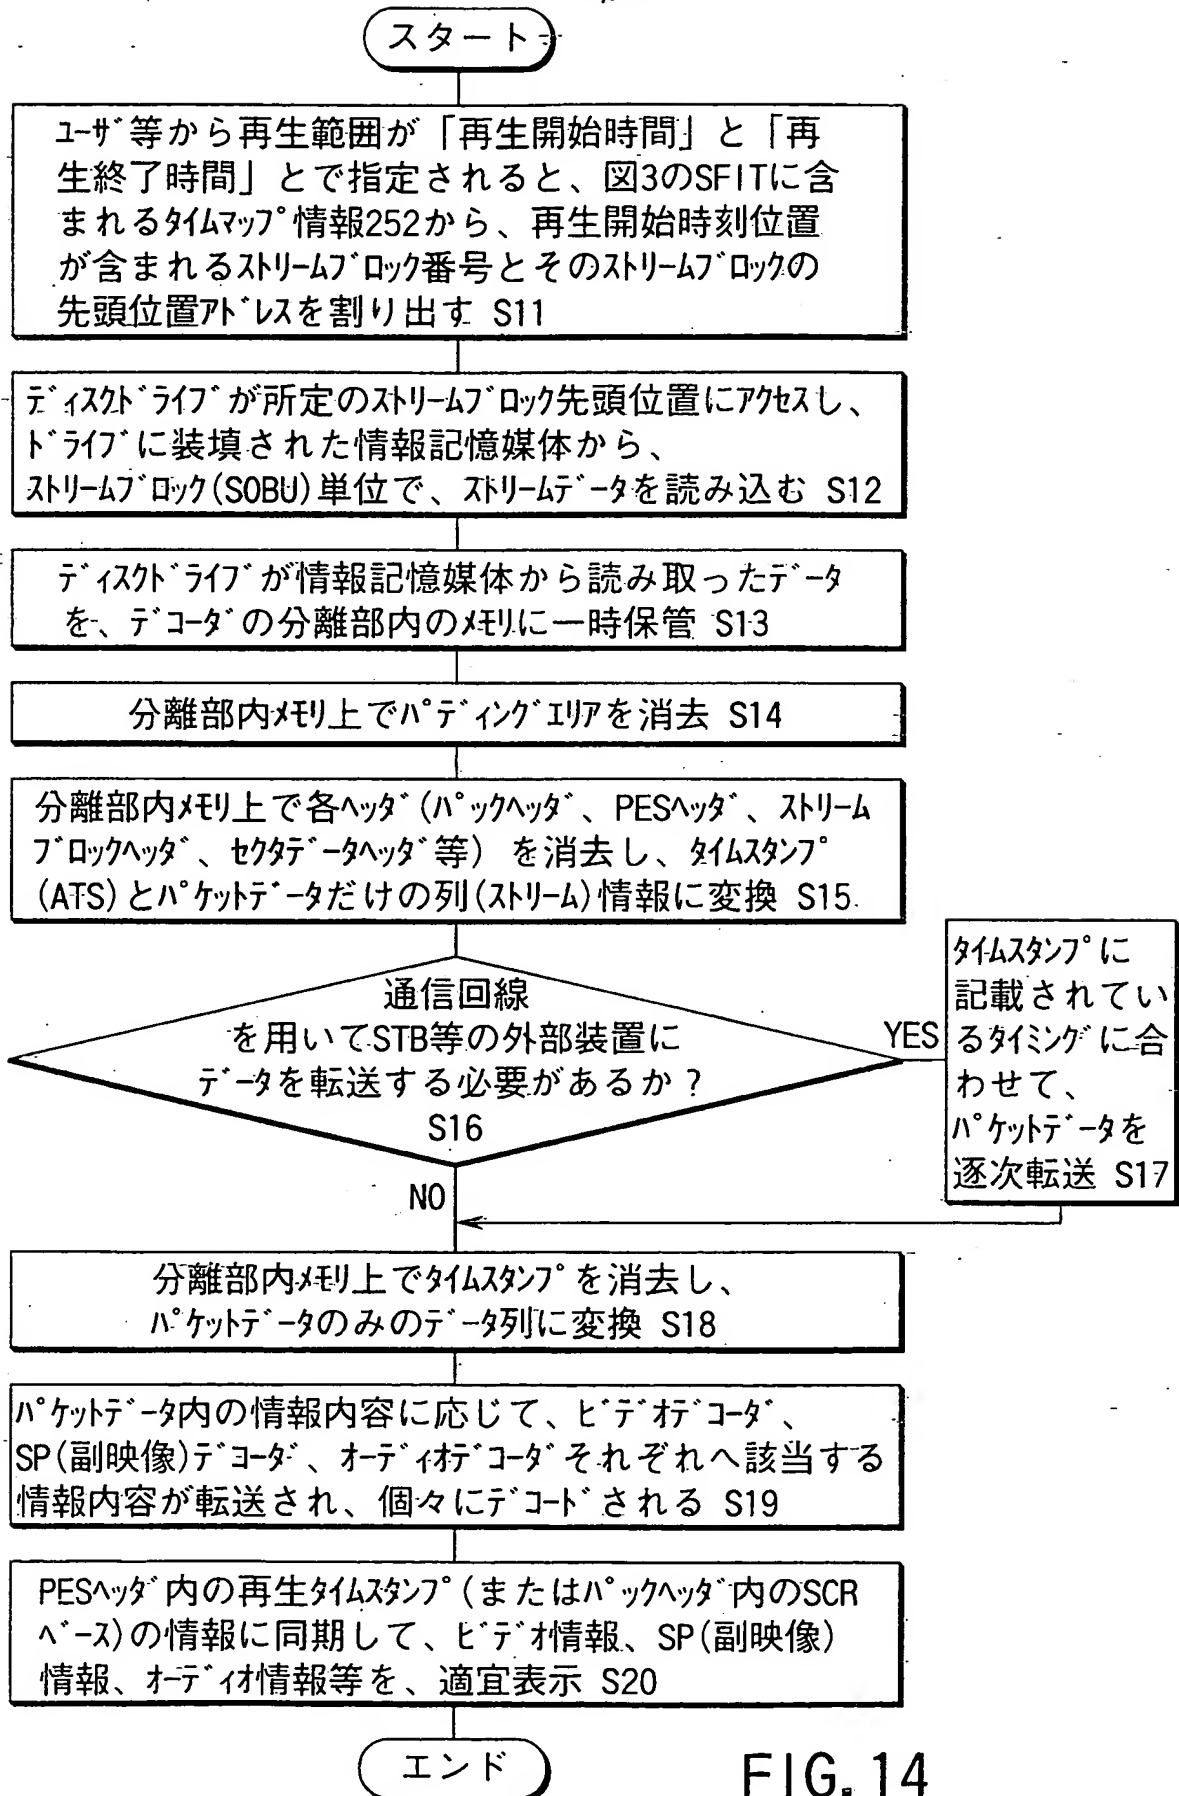 スタート
ユーザ等から再生範囲が「再生開始時間」と「再
生終了時間」とで指定されると、図3のSFITに含
まれるタイムマップ情報252から、再生開始時刻位置
が含まれるストリームブロック番号とそのストリームブロックの
先頭位置アドレスを割り出す S11
ディスクドライブが所定のストリームブロック先頭位置にアクセスし、
ドライブに装填された情報記憶媒体から、
ストリームブロック(SOBU)単位で、ストリームデータを読み込む S12
ディスクドライブが情報記憶媒体から読み取ったデータ
を、デコーダの分離部内のメモリに一時保管 S13
分離部内メモリ上でパディングエリアを消去 S14
分離部内メモリ上で各ヘッダ(パックヘッダ、PESヘッダ、ストリーム
ブロックヘッダ、セクタデータヘッダ等)を消去し、タイムスタンプ
(ATS)とパケットデータだけの列(ストリーム)情報に変換 S15
通信回線
を用いてSTB等の外部装置に
データを転送する必要があるか?
S16
YES
タイムスタンプに
記載されてい
るタイミングに合
わせて、
パケットデータを
逐次転送 S17
NO
分離部内メモリ上でタイムスタンプを消去し、
パケットデータのみのデータ列に変換 S18
パケットデータ内の情報内容に応じて、ビデオデコーダ、
SP(副映像)デコーダ、オーディオデコーダそれぞれへ該当する
情報内容が転送され、個々にデコードされる S19
PESヘッダ内の再生タイムスタンプ(またはパックヘッダ内のSCR
ベース)の情報に同期して、ビデオ情報、SP(副映像)
情報、オーディオ情報等を、適宜表示 S20
エンド
FIG. 14